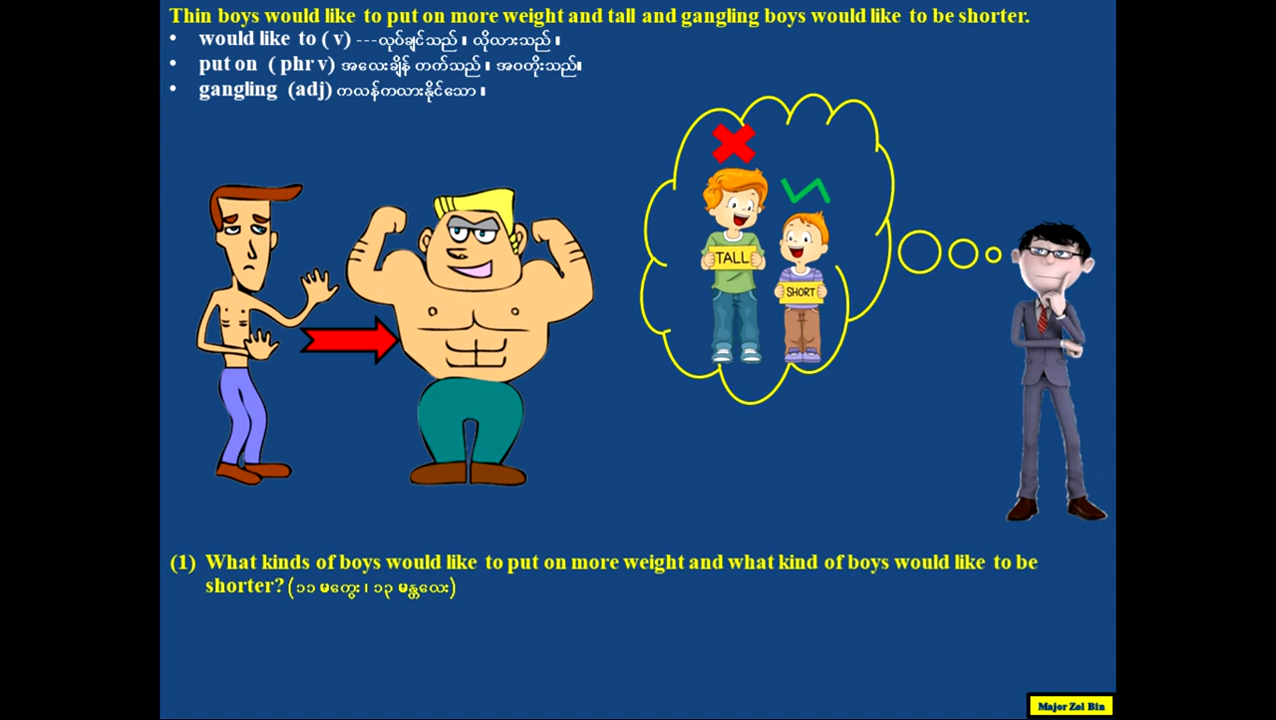 Thin boys would like to put on more weight and tall and gangling boys would like to be shorter.
• would like to ( v) ---လုပ်ချင်သည် ။ လိုလားသည် ။
• put on ( phr v) အလေးချိန် တက်သည် ။ အဝတိုးသည်။
• gangling (adj) ကလန်ကလားနိုင်သော ။
TALL
SHORT
(1) What kinds of boys would like to put on more weight and what kind of boys would like to be
shorter? (၁၁ မကွေး ၊ ၁၃ မန္တလေး)
Major Zol Bin